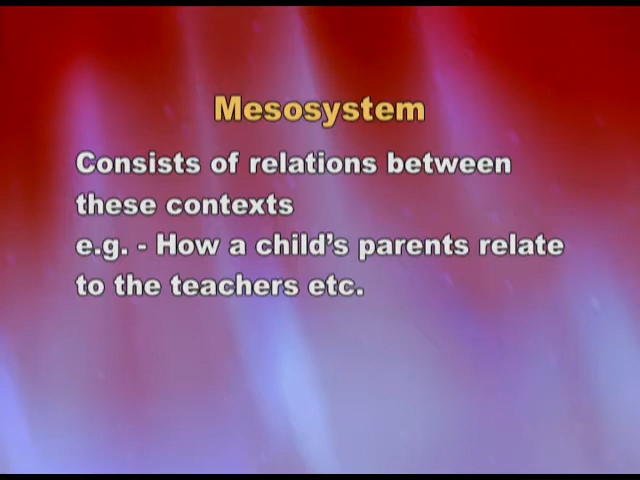 Mesosystem
Consists of relations between
these contexts
e.g. - How a child’s parents relate
to the teachers etc.